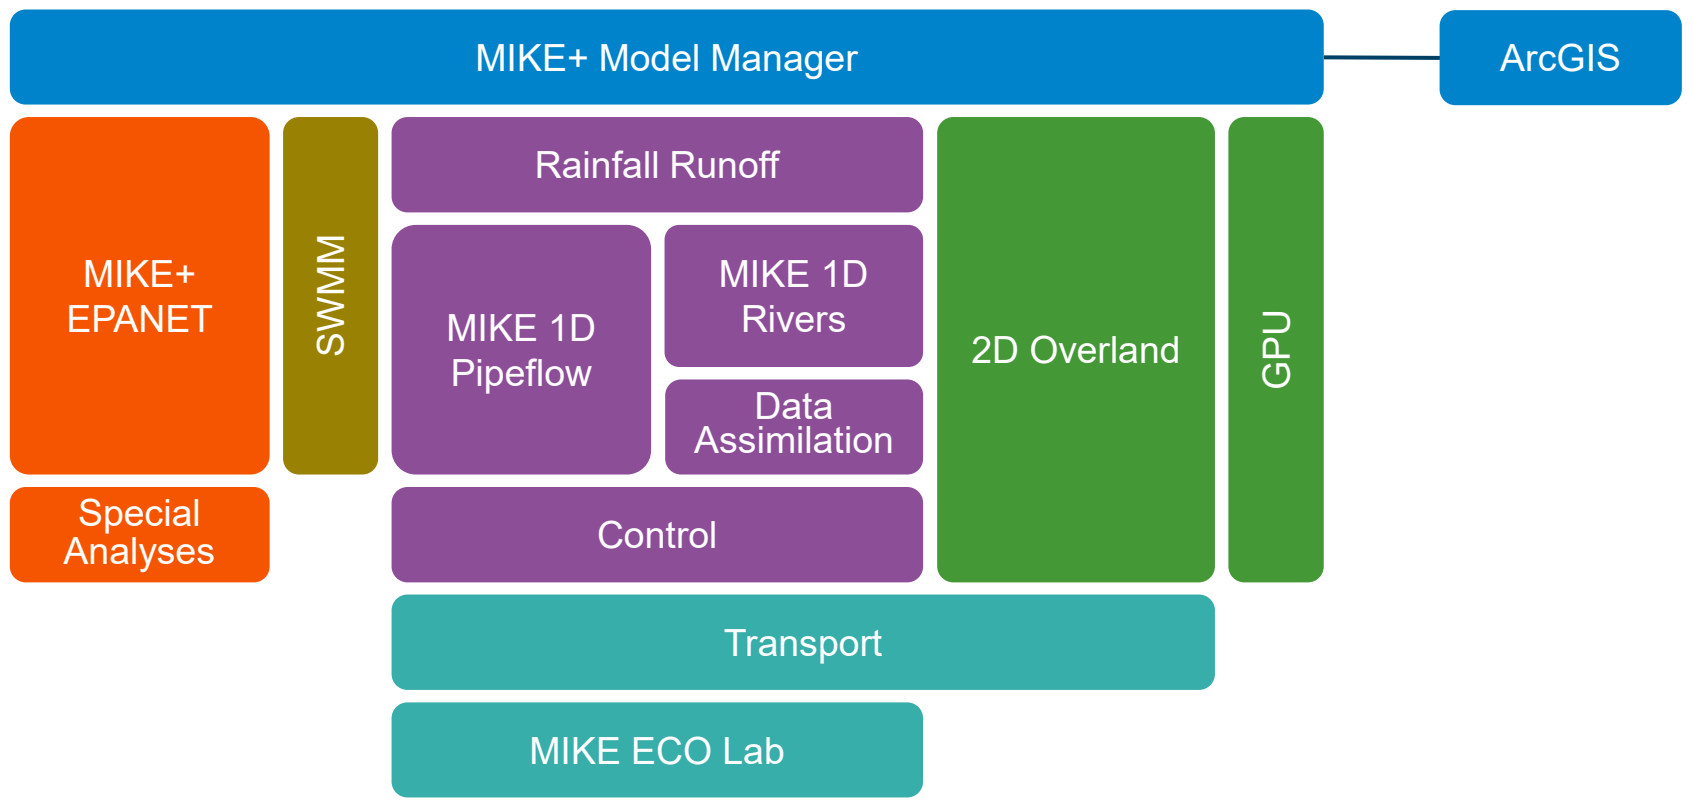 MIKE+ Model Manager
ArcGIS
MIKE+
EPANET
SWMM
Rainfall Runoff
MIKE 1D
Pipeflow
MIKE 1D
Rivers
Data
Assimilation
2D Overland
GPU
Special
Analyses
Control
Transport
MIKE ECO Lab